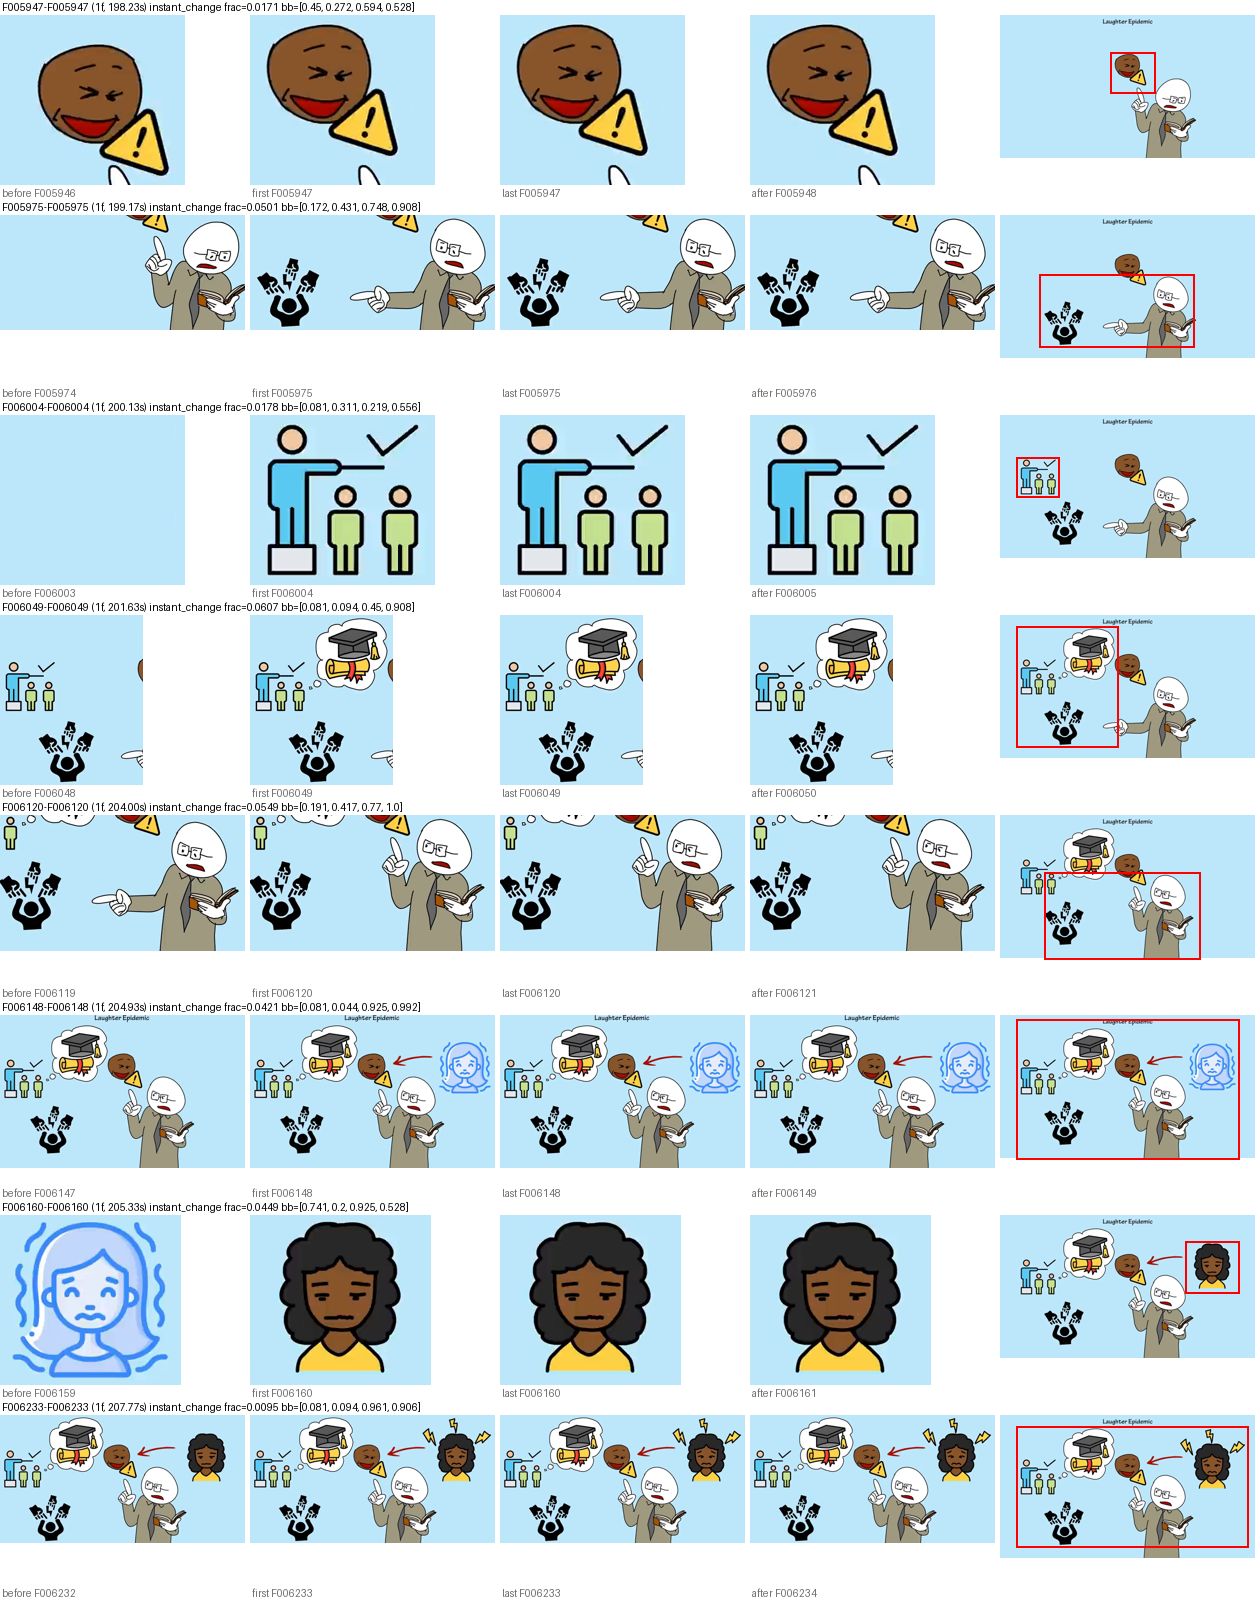 F005947-F005947 (1f, 198.23s) instant_change frac=0.0171 bb=[0.45, 0.272, 0.594, 0.528]
Laughter Epidemic
before F005946
first F005947
last F005947
after F005948
F005975-F005975 (1f, 199.17s) instant_change frac=0.0501 bb=[0.172, 0.431, 0.748, 0.908]
Laughter Epidemic
before F005974
first F005975
last F005975
after F005976
F006004-F006004 (1f, 200.13s) instant_change frac=0.0178 bb=[0.081, 0.311, 0.219, 0.556]
Laughter Epidemic
before F006003
first F006004
last F006004
after F006005
F006049-F006049 (1f, 201.63s) instant_change frac=0.0607 bb=[0.081, 0.094, 0.45, 0.908]
Laughter Epidemic
before F006048
first F006049
last F006049
after F006050
F006120-F006120 (1f, 204.00s) instant_change frac=0.0549 bb=[0.191, 0.417, 0.77, 1.0]
Laughter Epidemic
before F006119
first F006120
last F006120
after F006121
F006148-F006148 (1f, 204.93s) instant_change frac=0.0421 bb=[0.081, 0.044, 0.925, 0.992]
Laughter Epidemic
Laughter Epidemic
Laughter Epidemic
Laughter Epidemic
Laughter Epidemic
before F006147
first F006148
last F006148
after F006149
F006160-F006160 (1f, 205.33s) instant_change frac=0.0449 bb=[0.741, 0.2, 0.925, 0.528]
Laughter Epidemic
before F006159
first F006160
last F006160
after F006161
F006233-F006233 (1f, 207.77s) instant_change frac=0.0095 bb=[0.081, 0.094, 0.961, 0.906]
Laughter Epidemic
before F006232
first F006233
last F006233
after F006234